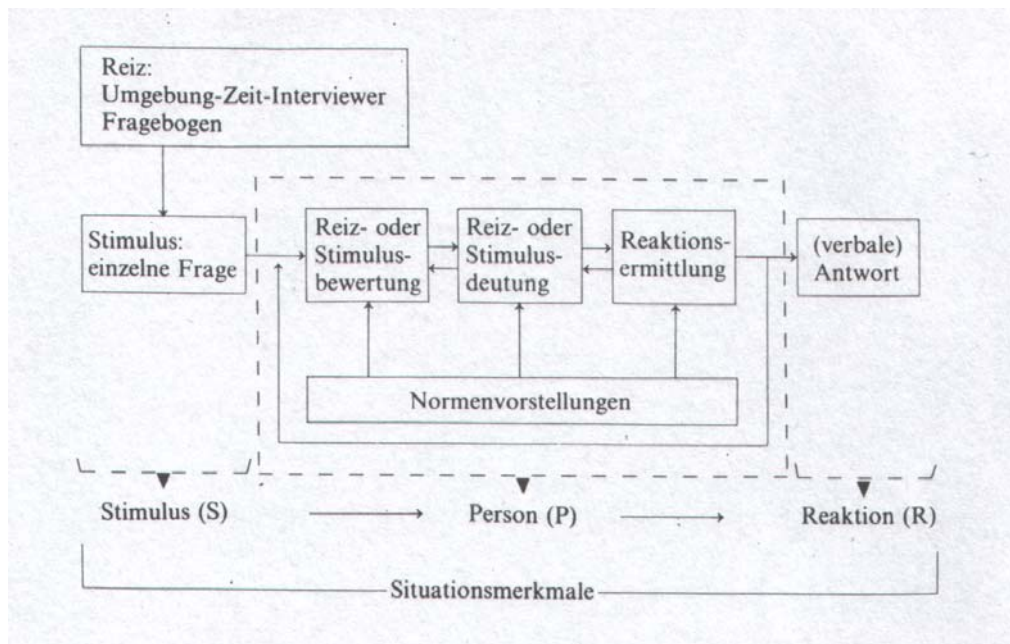 Reiz:
Umgebung-Zeit-Interviewer
Fragebogen
Stimulus:
einzelne Frage
Reiz- oder
Stimulus-
bewertung
Reiz- oder
Stimulus-
deutung
Reaktions-
ermittlung
(verbale)
Antwort
Normenvorstellungen
Stimulus (S)
Person (P)
Reaktion (R)
Situationsmerkmale